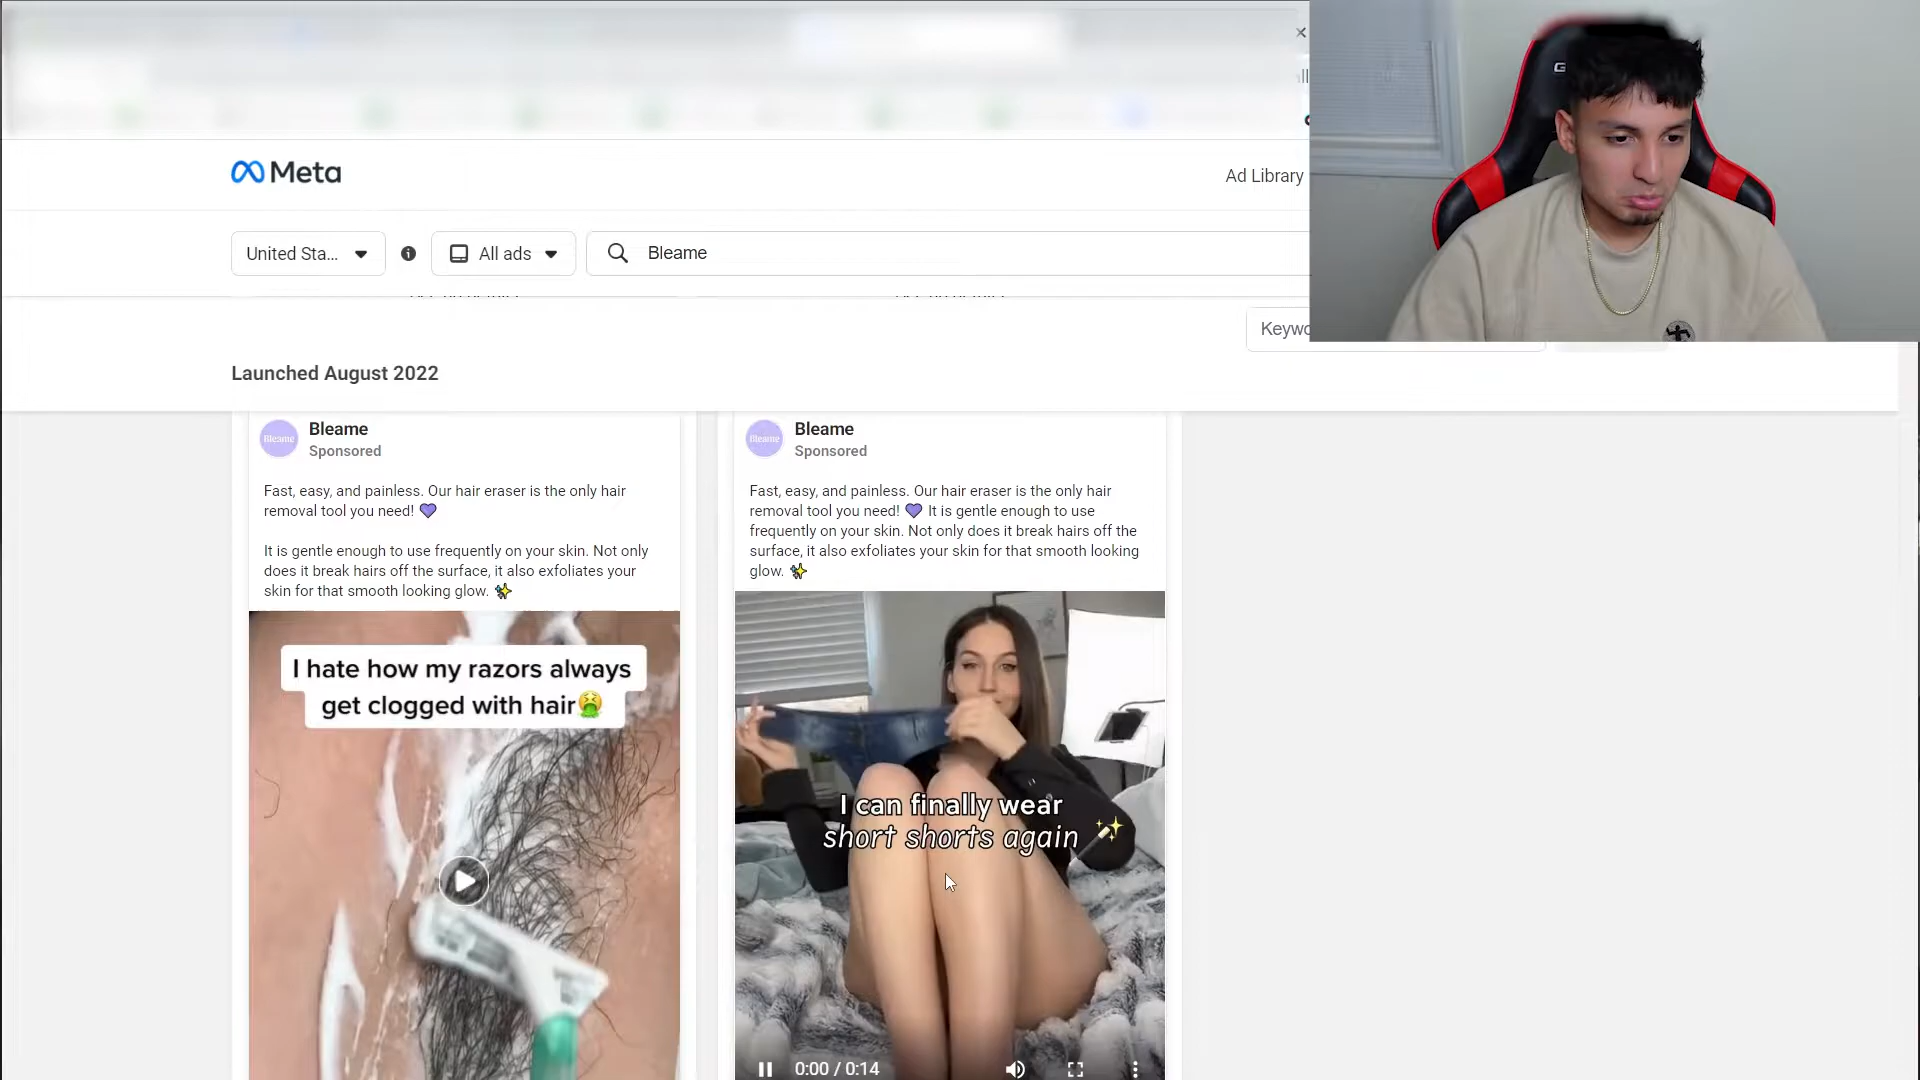 Meta
Ad Library
United Sta...
All ads
Bleame
Keywo
Launched August 2022
Bleame
Bleame
Sponsored
Fast, easy, and painless. Our hair eraser is the only hair
removal tool you need! 💜
It is gentle enough to use frequently on your skin. Not only
does it break hairs off the surface, it also exfoliates your
skin for that smooth looking glow. ✨
I hate how my razors always
get clogged with hair🤮
Bleame
Bleame
Sponsored
Fast, easy, and painless. Our hair eraser is the only hair
removal tool you need! 💜 It is gentle enough to use
frequently on your skin. Not only does it break hairs off the
surface, it also exfoliates your skin for that smooth looking
glow. ✨
I can finally wear
short shorts again
0:00 / 0:14